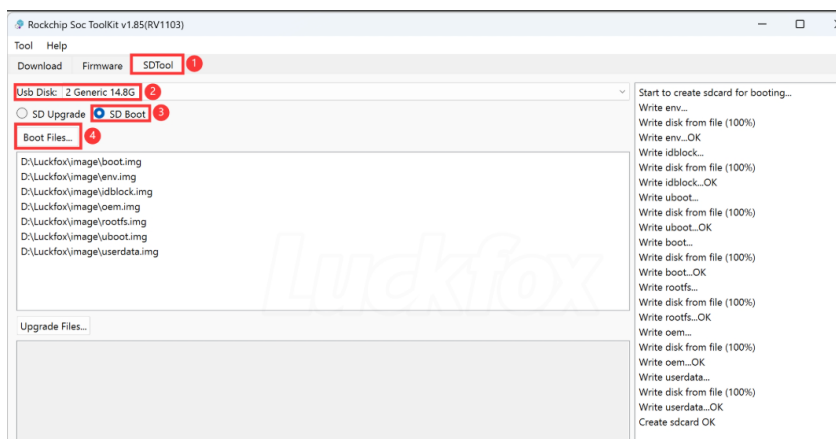 Rockchip Soc ToolKit v1.85(RV1103)
Tool Help
Download Firmware SDTool 1
Usb Disk: 2 Generic 14.8G 2
SD Upgrade SD Boot 3
Boot Files... 4
D:\Luckfox\image\boot.img
D:\Luckfox\image\env.img
D:\Luckfox\image\idblock.img
D:\Luckfox\image\oem.img
D:\Luckfox\image\rootfs.img
D:\Luckfox\image\uboot.img
D:\Luckfox\image\userdata.img
Luckfox
Upgrade Files...
Start to create sdcard for booting...
Write env...
Write disk from file (100%)
Write env...OK
Write idblock...
Write disk from file (100%)
Write idblock...OK
Write uboot...
Write disk from file (100%)
Write uboot...OK
Write boot...
Write disk from file (100%)
Write boot...OK
Write rootfs...
Write disk from file (100%)
Write rootfs...OK
Write oem...
Write disk from file (100%)
Write oem...OK
Write userdata...
Write disk from file (100%)
Write userdata...OK
Create sdcard OK